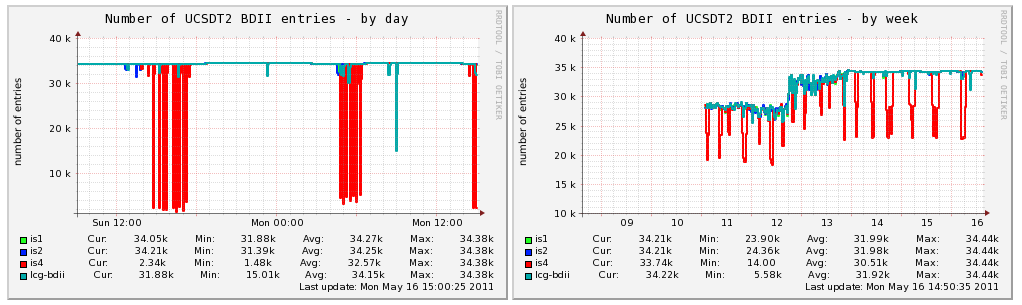 Number of UCSDT2 BDII entries - by day
RRDTOOL / TOBI OETIKER
number of entries
40 k
30 k
20 k
10 k
Sun 12:00 Mon 00:00 Mon 12:00
is1 Cur: 34.05k Min: 31.88k Avg: 34.27k Max: 34.38k
is2 Cur: 34.21k Min: 31.39k Avg: 34.25k Max: 34.38k
is4 Cur: 2.34k Min: 1.48k Avg: 32.57k Max: 34.38k
lcg-bdii Cur: 31.88k Min: 15.01k Avg: 34.15k Max: 34.38k
Last update: Mon May 16 15:00:25 2011
Number of UCSDT2 BDII entries - by week
RRDTOOL / TOBI OETIKER
number of entries
40 k
35 k
30 k
25 k
20 k
15 k
10 k
09 10 11 12 13 14 15 16
is1 Cur: 34.21k Min: 23.90k Avg: 31.99k Max: 34.44k
is2 Cur: 34.21k Min: 24.36k Avg: 31.98k Max: 34.44k
is4 Cur: 33.74k Min: 14.00 Avg: 30.51k Max: 34.44k
lcg-bdii Cur: 34.22k Min: 5.58k Avg: 31.92k Max: 34.44k
Last update: Mon May 16 14:50:35 2011